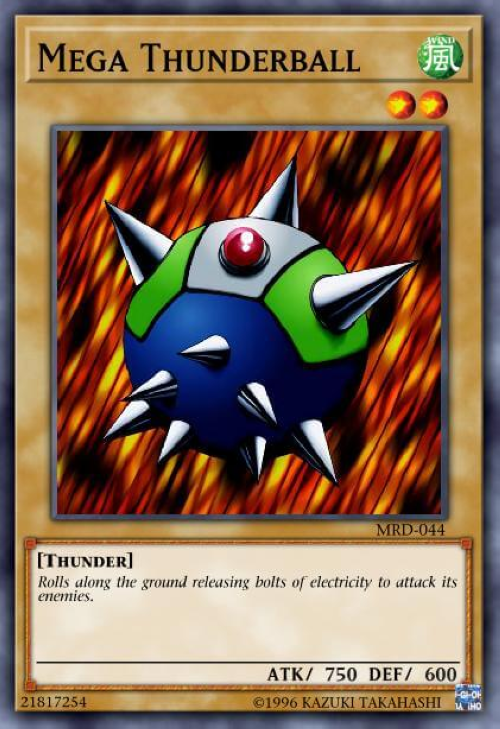 MEGA THUNDERBALL
WIND
風
MRD-044
[THUNDER]
Rolls along the ground releasing bolts of electricity to attack its
enemies.
ATK/ 750 DEF/ 600
21817254
©1996 KAZUKI TAKAHASHI